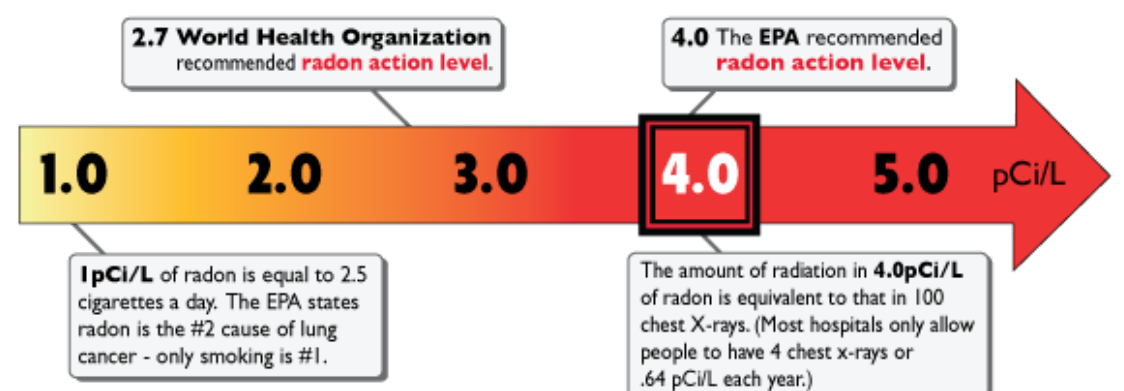 2.7 World Health Organization
recommended radon action level.
4.0 The EPA recommended
radon action level.
1.0 2.0 3.0 4.0 5.0 pCi/L
1pCi/L of radon is equal to 2.5
cigarettes a day. The EPA states
radon is the #2 cause of lung
cancer - only smoking is #1.
The amount of radiation in 4.0pCi/L
of radon is equivalent to that in 100
chest X-rays. (Most hospitals only allow
people to have 4 chest x-rays or
.64 pCi/L each year.)